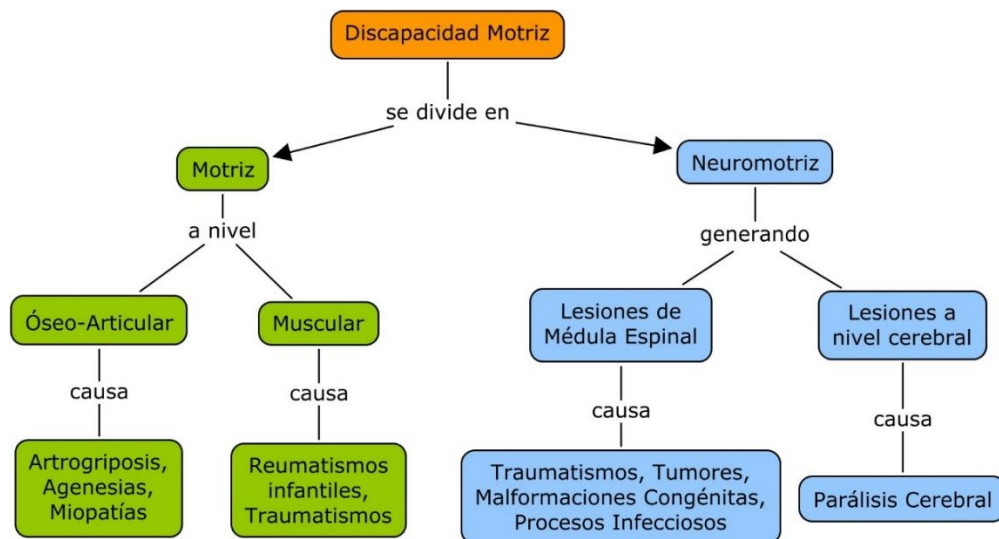 Discapacidad Motriz
se divide en
Motriz
Neuromotriz
a nivel
generando
Óseo-Articular
Muscular
Lesiones de
Médula Espinal
Lesiones a
nivel cerebral
causa
causa
causa
causa
Artrogriposis,
Agenesias,
Miopatías
Reumatismos
infantiles,
Traumatismos
Traumatismos, Tumores,
Malformaciones Congénitas,
Procesos Infecciosos
Parálisis Cerebral